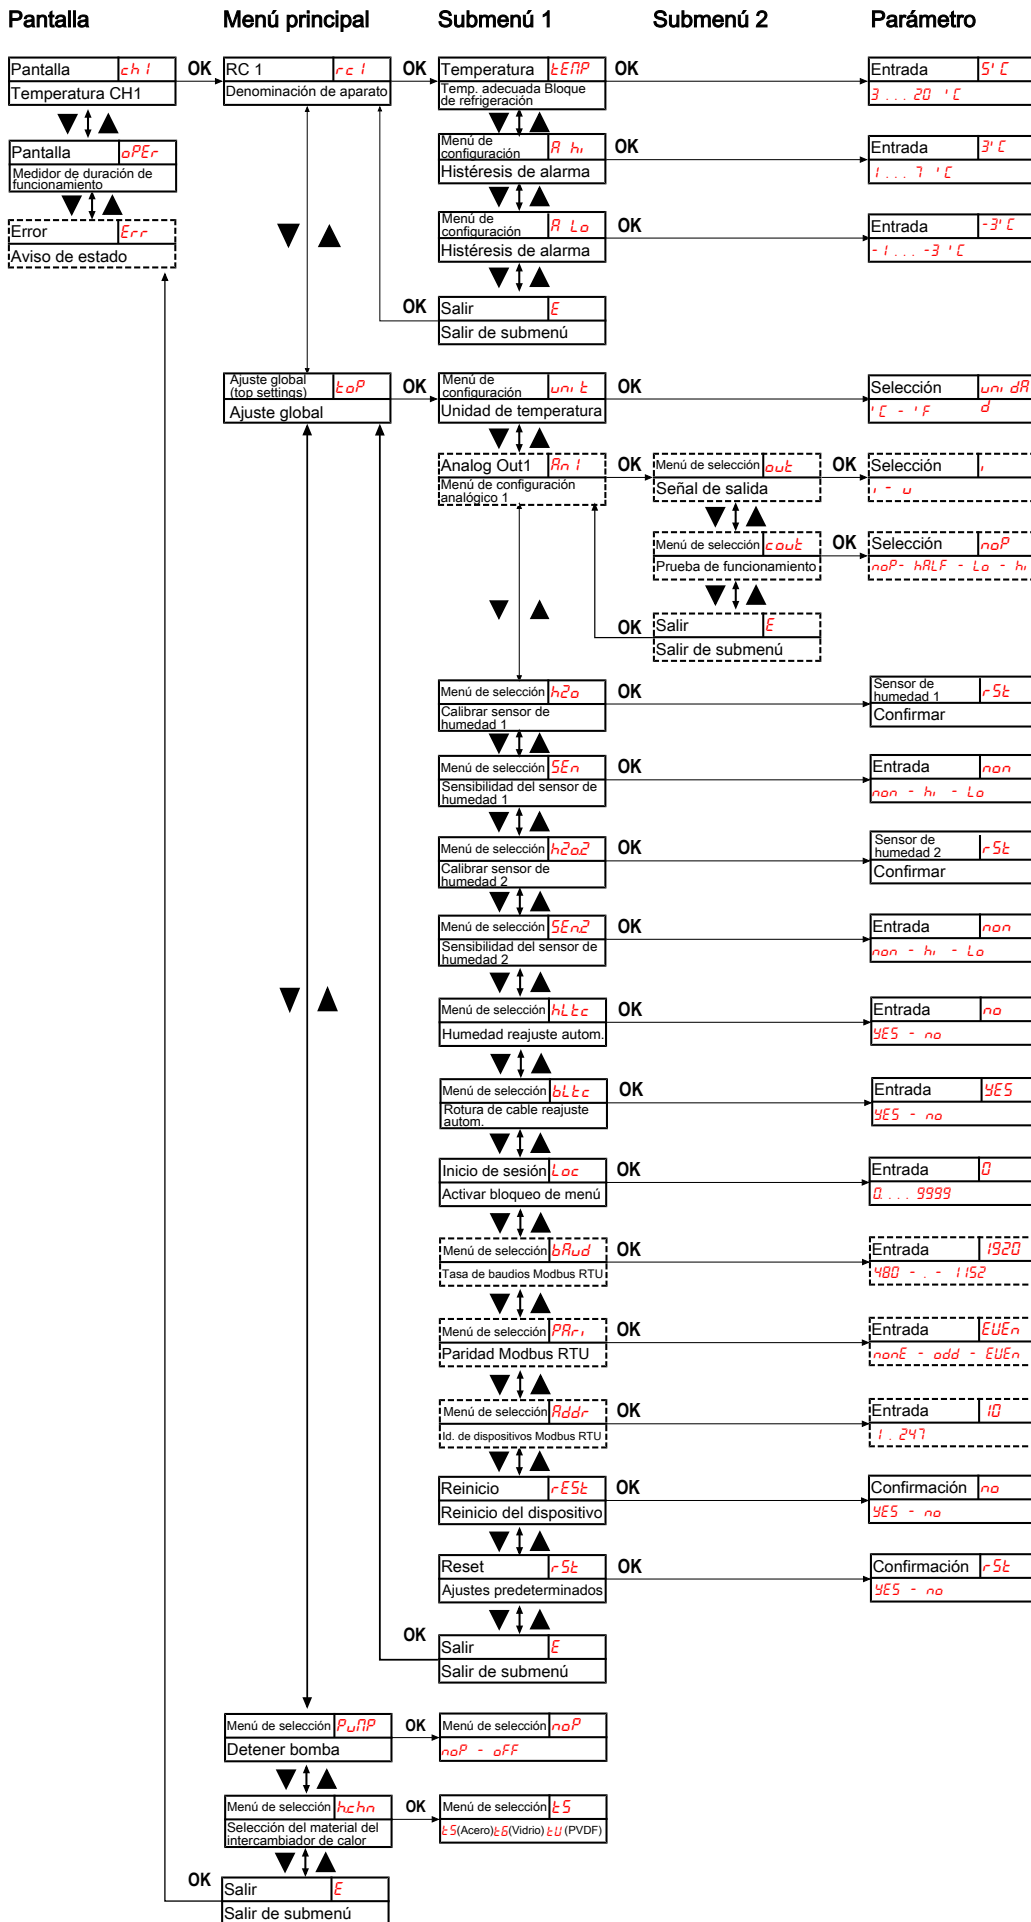 Pantalla
Menú principal
Submenú 1
Submenú 2
Parámetro
Pantalla ch1
Temperatura CH1
OK
RC 1 rc1
Denominación de aparato
OK
Temperatura tEMP
Temp. adecuada Bloque
de refrigeración
OK
Entrada 5°C
3 ... 20 °C
Pantalla oPEr
Medidor de duración de
funcionamiento
Menú de
configuración A hi
Histéresis de alarma
OK
Entrada 3°C
1 ... 7 °C
Error Err
Aviso de estado
Menú de
configuración A Lo
Histéresis de alarma
OK
Entrada -3°C
-1 ... -3 °C
OK
Salir E
Salir de submenú
Ajuste global
(top settings) toP
Ajuste global
OK
Menú de
configuración unit
Unidad de temperatura
OK
Selección unidA
d
°C - °F
Analog Out1 An1
Menú de configuración
analógico 1
OK
Menú de selección out
Señal de salida
OK
Selección i
i - u
Menú de selección cout
Prueba de funcionamiento
OK
Selección noP
noP - hALF - Lo - hi
OK
Salir E
Salir de submenú
Menú de selección h2o
Calibrar sensor de
humedad 1
OK
Sensor de
humedad 1 rSt
Confirmar
Menú de selección SEn
Sensibilidad del sensor de
humedad 1
OK
Entrada non
non - hi - Lo
Menú de selección h2o.2
Calibrar sensor de
humedad 2
OK
Sensor de
humedad 2 rSt
Confirmar
Menú de selección SEn.2
Sensibilidad del sensor de
humedad 2
OK
Entrada non
non - hi - Lo
Menú de selección hLtc
Humedad reajuste autom.
OK
Entrada no
YES - no
Menú de selección bLtc
Rotura de cable reajuste
autom.
OK
Entrada YES
YES - no
Inicio de sesión Loc
Activar bloqueo de menú
OK
Entrada 0
0. ... 9999
Menú de selección bAud
Tasa de baudios Modbus RTU
OK
Entrada 1920
480 - . - 1152
Menú de selección PAri
Paridad Modbus RTU
OK
Entrada EUEn
nonE - odd - EUEn
Menú de selección Addr
Id. de dispositivos Modbus RTU
OK
Entrada 10
1 . 247
Reinicio rESt
Reinicio del dispositivo
OK
Confirmación no
YES - no
Reset rSt
Ajustes predeterminados
OK
Confirmación rSt
YES - no
OK
Salir E
Salir de submenú
Menú de selección PuMP
Detener bomba
OK
Menú de selección noP
noP - oFF
Menú de selección h.chn
Selección del material del
intercambiador de calor
OK
Menú de selección tS
tS(Acero)tG(Vidrio) tU (PVDF)
OK
Salir E
Salir de submenú